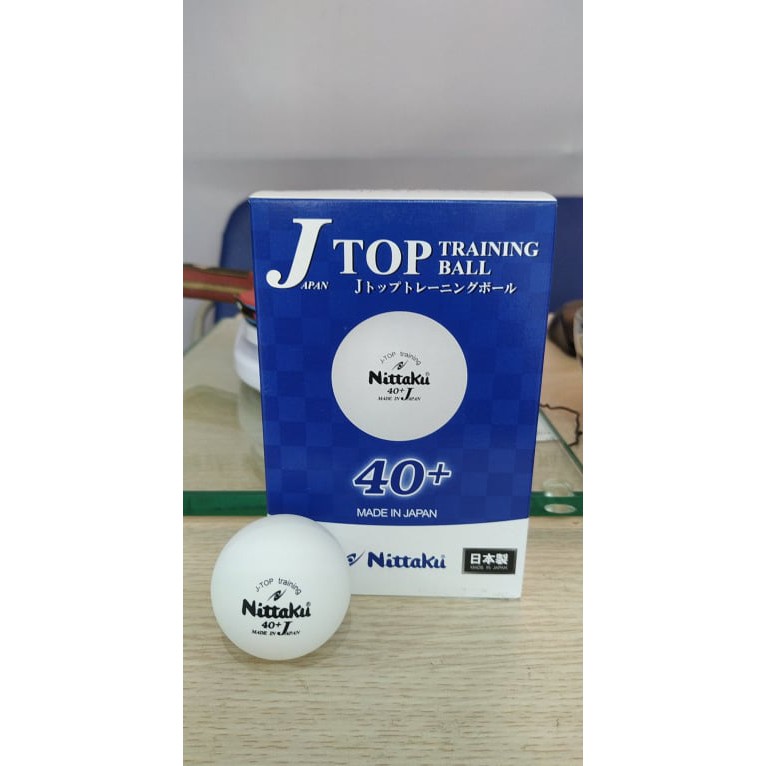 J TOP TRAINING BALL
JAPAN
Jトップトレーニングボール
J-TOP training
Nittaku®
40+ J
MADE IN JAPAN
40+
MADE IN JAPAN
Nittaku®
日本製
MADE IN JAPAN
J-TOP training
Nittaku®
40+ J
MADE IN JAPAN